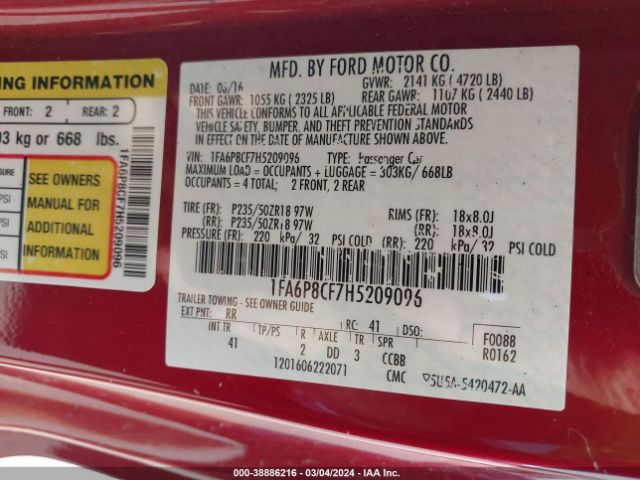 NG INFORMATION
FRONT: 2 REAR: 2
03 kg or 668 lbs.
SURE
PSI
PSI
PSI
SEE OWNERS
MANUAL FOR
ADDITIONAL
INFORMATION
1FA6P8CF7H5209096
MFD. BY FORD MOTOR CO.
DATE: 06/16 GVWR: 2141 KG ( 4720 LB)
FRONT GAWR: 1055 KG ( 2325 LB) REAR GAWR: 1107 KG ( 2440 LB)
THIS VEHICLE CONFORMS TO ALL APPLICABLE FEDERAL MOTOR
VEHICLE SAFETY, BUMPER, AND THEFT PREVENTION STANDARDS
IN EFFECT ON THE DATE OF MANUFACTURE SHOWN ABOVE.
VIN: 1FA6P8CF7H5209096 TYPE: Passenger Car
MAXIMUM LOAD = OCCUPANTS + LUGGAGE = 303KG/ 668LB
OCCUPANTS = 4 TOTAL; 2 FRONT, 2 REAR
TIRE (FR): P235/50ZR18 97W RIMS (FR): 18x8.0J
(RR): P235/50ZR18 97W (RR): 18x8.0J
PRESSURE (FR): 220 kPa/ 32 PSI COLD (RR): 220 kPa/ 32 PSI COLD
1FA6P8CF7H5209096
TRAILER TOWING - SEE OWNER GUIDE
EXT PNT: RR RC: 41 DSO:
INT TR TP/PS R AXLE TR SPR F0088
41 2 DD 3 CCBB R0162
1201606222071 CMC 5U5A-5420472-AA
000-38886216 - 03/04/2024 - IAA Inc.